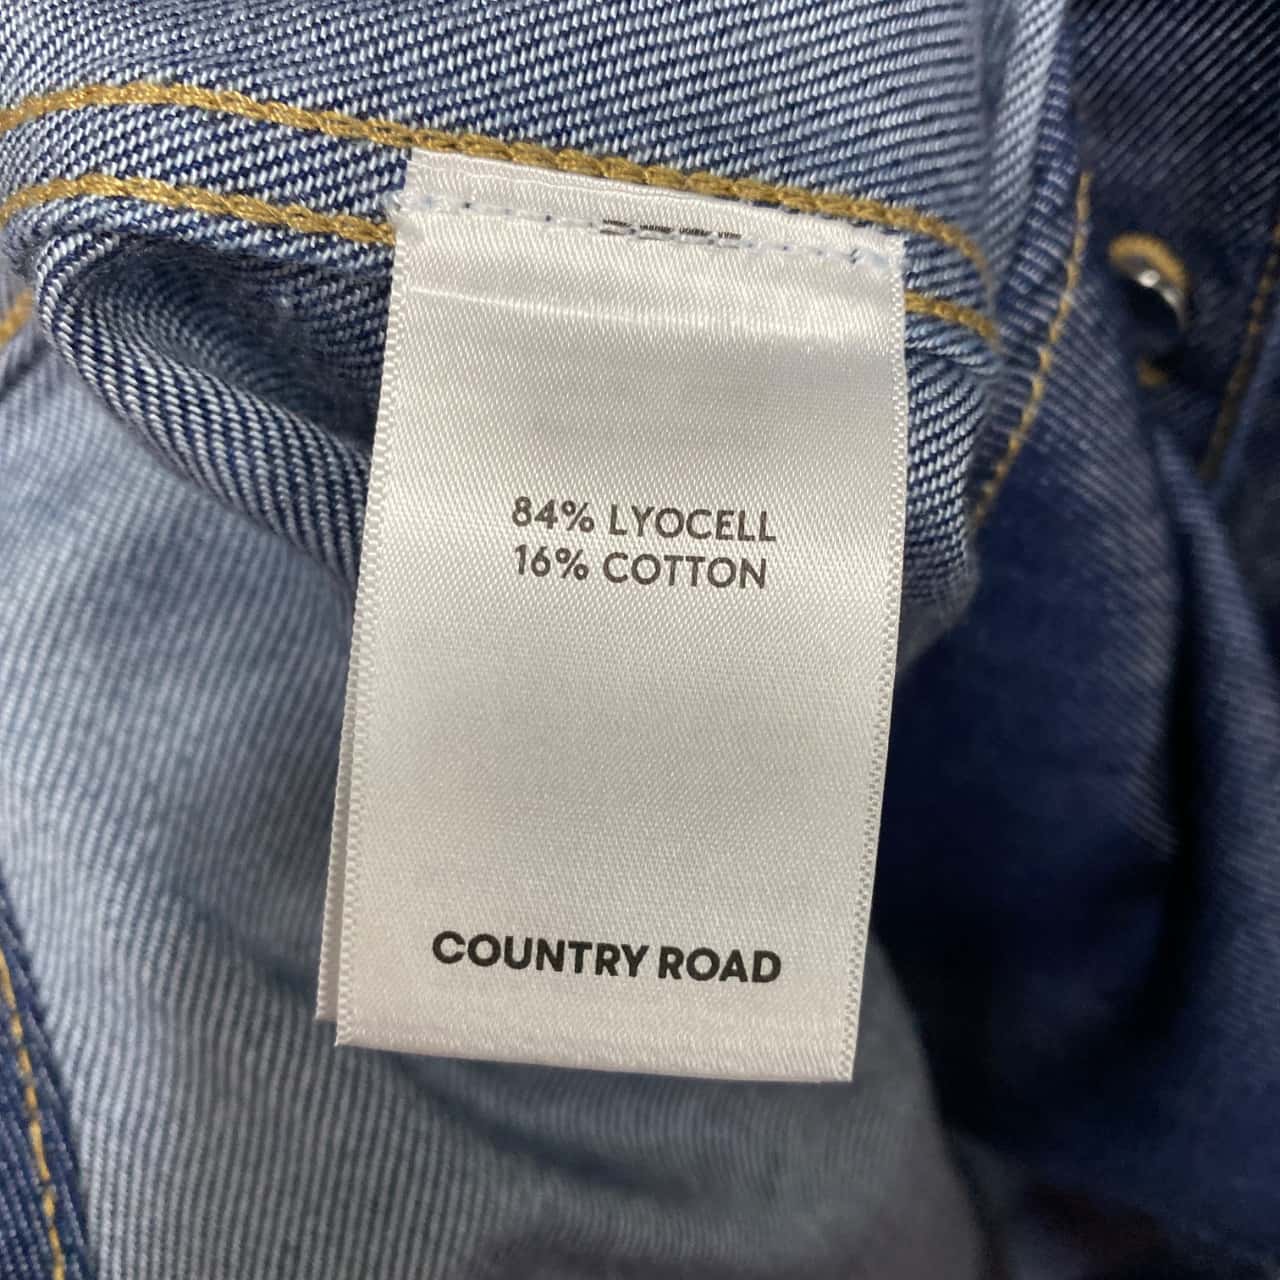 84% LYOCELL
16% COTTON
COUNTRY ROAD